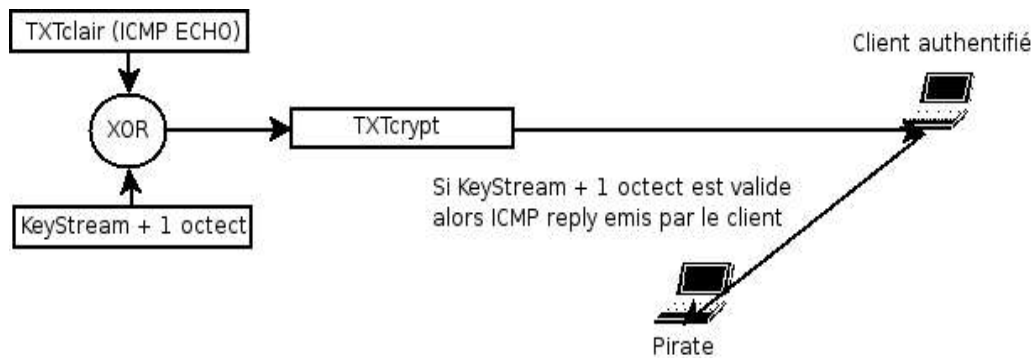 TXTclair (ICMP ECHO)
Client authentifié
XOR
TXTcrypt
Si KeyStream + 1 octect est valide
alors ICMP reply emis par le client
KeyStream + 1 octect
Pirate